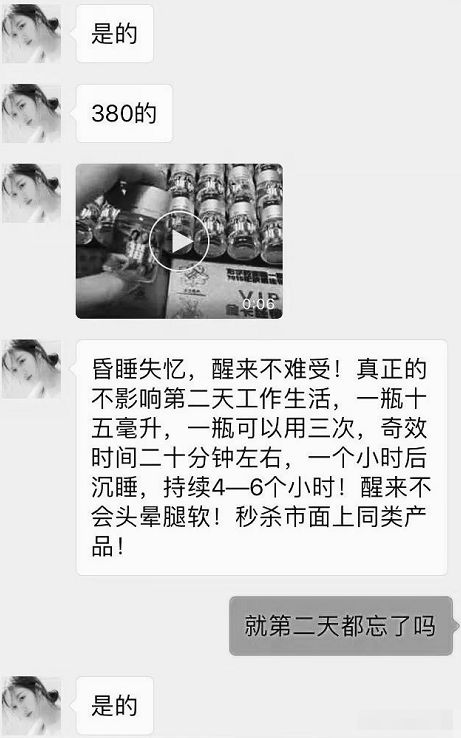 是的
380的
VIP
0:06
昏睡失忆，醒来不难受！真正的
不影响第二天工作生活，一瓶十
五毫升，一瓶可以用三次，奇效
时间二十分钟左右，一个小时后
沉睡，持续4—6个小时！醒来不
会头晕腿软！秒杀市面上同类产
品！
就第二天都忘了吗
是的